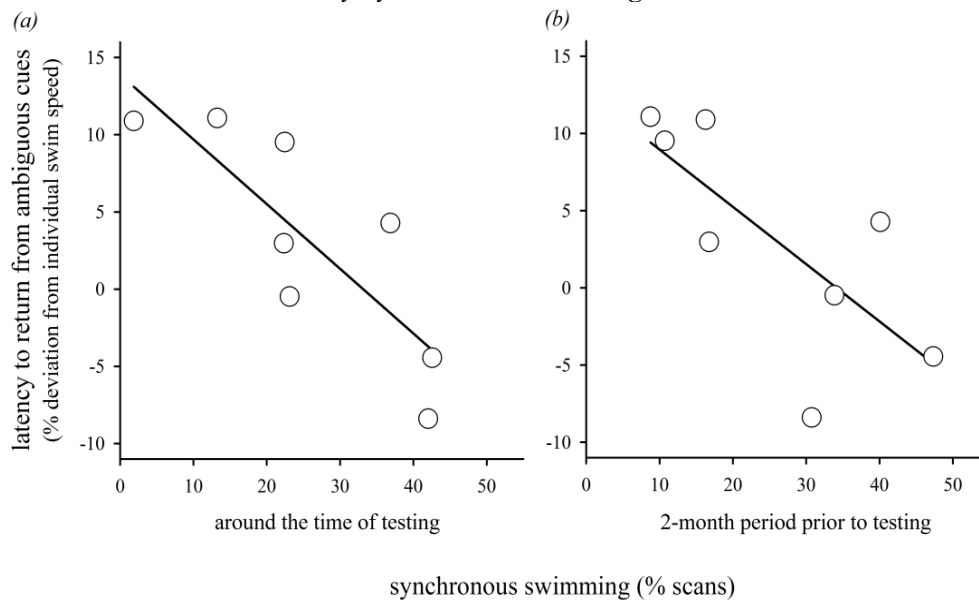 (a)
(b)
latency to return from ambiguous cues
(% deviation from individual swim speed)
15
10
5
0
-5
-10
0 10 20 30 40 50
around the time of testing
15
10
5
0
-5
-10
0 10 20 30 40 50
2-month period prior to testing
synchronous swimming (% scans)